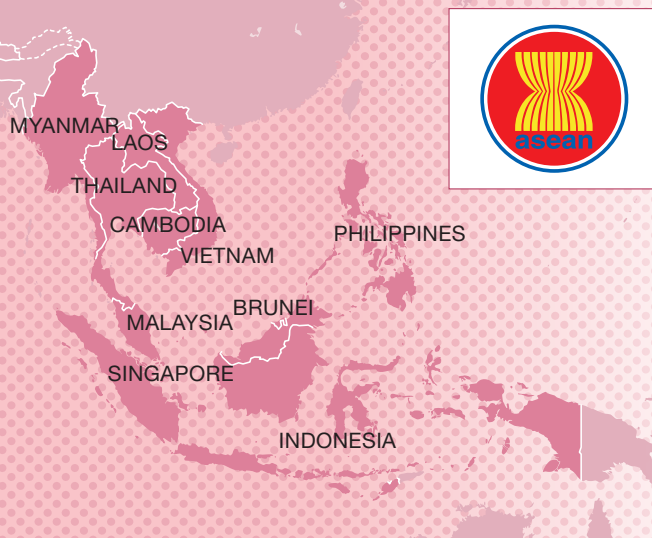 asean
MYANMAR
LAOS
THAILAND
CAMBODIA
PHILIPPINES
VIETNAM
BRUNEI
MALAYSIA
SINGAPORE
INDONESIA